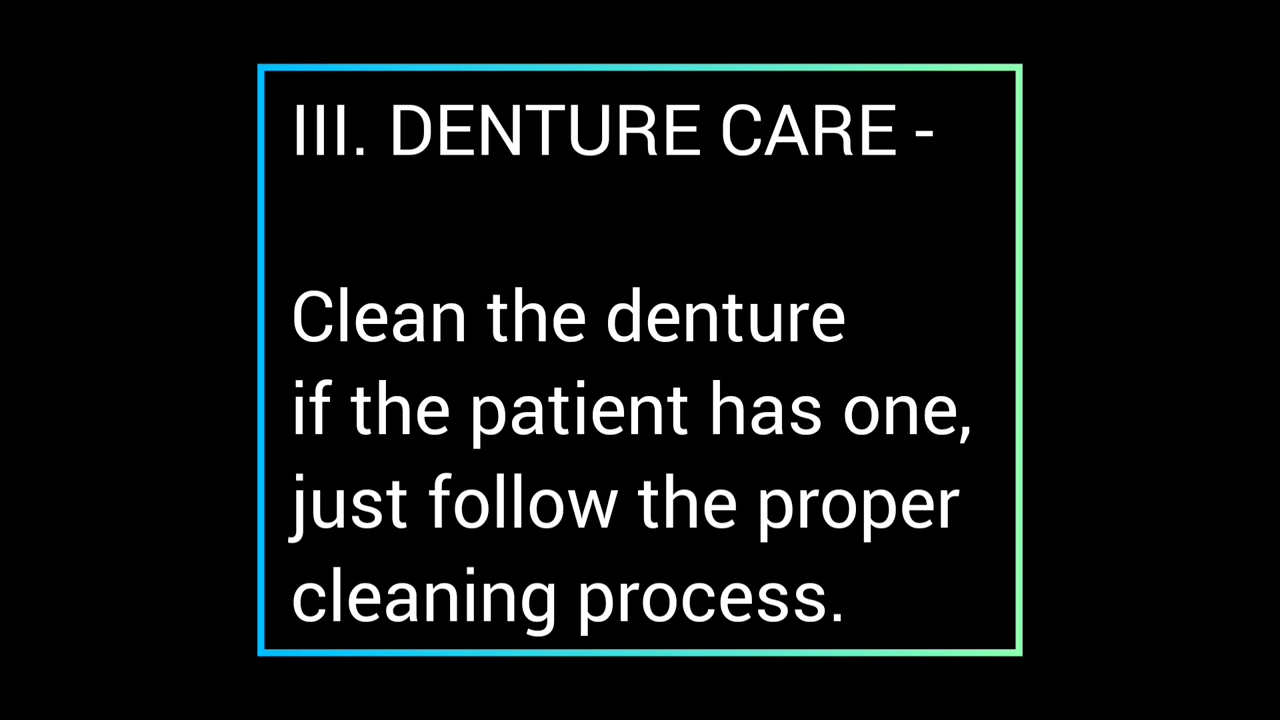 III. DENTURE CARE -
Clean the denture
if the patient has one,
just follow the proper
cleaning process.